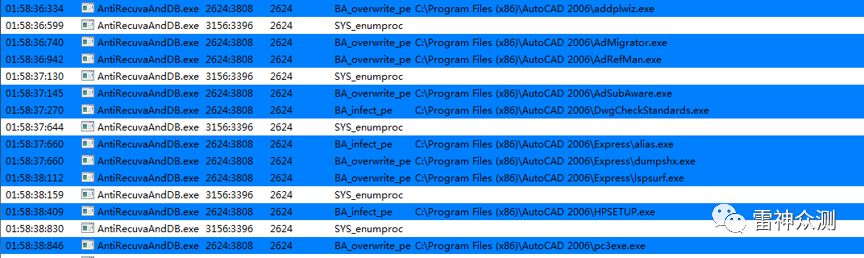 01:58:36:334 AntiRecuvaAndDB.exe 2624:3808 2624 BA_overwrite_pe C:\Program Files (x86)\AutoCAD 2006\addplwiz.exe
01:58:36:599 AntiRecuvaAndDB.exe 3156:3396 2624 SYS_enumproc
01:58:36:740 AntiRecuvaAndDB.exe 2624:3808 2624 BA_overwrite_pe C:\Program Files (x86)\AutoCAD 2006\AdMigrator.exe
01:58:36:942 AntiRecuvaAndDB.exe 2624:3808 2624 BA_overwrite_pe C:\Program Files (x86)\AutoCAD 2006\AdRefMan.exe
01:58:37:130 AntiRecuvaAndDB.exe 3156:3396 2624 SYS_enumproc
01:58:37:145 AntiRecuvaAndDB.exe 2624:3808 2624 BA_overwrite_pe C:\Program Files (x86)\AutoCAD 2006\AdSubAware.exe
01:58:37:270 AntiRecuvaAndDB.exe 2624:3808 2624 BA_infect_pe C:\Program Files (x86)\AutoCAD 2006\DwgCheckStandards.exe
01:58:37:644 AntiRecuvaAndDB.exe 3156:3396 2624 SYS_enumproc
01:58:37:660 AntiRecuvaAndDB.exe 2624:3808 2624 BA_infect_pe C:\Program Files (x86)\AutoCAD 2006\Express\alias.exe
01:58:37:660 AntiRecuvaAndDB.exe 2624:3808 2624 BA_overwrite_pe C:\Program Files (x86)\AutoCAD 2006\Express\dumpshx.exe
01:58:38:112 AntiRecuvaAndDB.exe 2624:3808 2624 BA_overwrite_pe C:\Program Files (x86)\AutoCAD 2006\Express\lspsurf.exe
01:58:38:159 AntiRecuvaAndDB.exe 3156:3396 2624 SYS_enumproc
01:58:38:409 AntiRecuvaAndDB.exe 2624:3808 2624 BA_infect_pe C:\Program Files (x86)\AutoCAD 2006\HPSETUP.exe
01:58:38:830 AntiRecuvaAndDB.exe 3156:3396 2624 SYS_enumproc
01:58:38:846 AntiRecuvaAndDB.exe 2624:3808 2624 BA_overwrite_pe C:\Program Files (x86)\AutoCAD 2006\pc3exe.exe
雷神众测